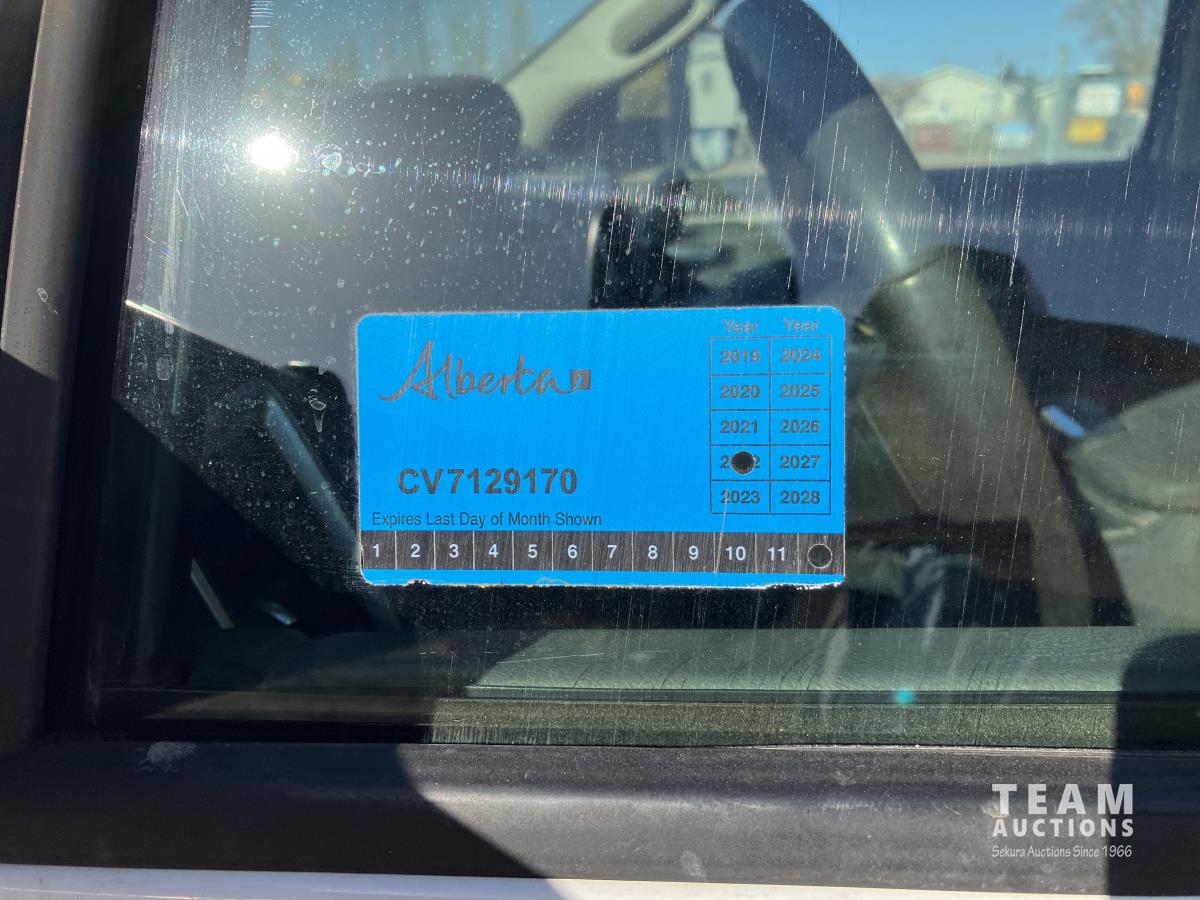 Alberta
CV7129170
Expires Last Day of Month Shown
Year Year
2019 2024
2020 2025
2021 2026
2027
2023 2028
1 2 3 4 5 6 7 8 9 10 11
TEAM
AUCTIONS
Sekura Auctions Since 1966